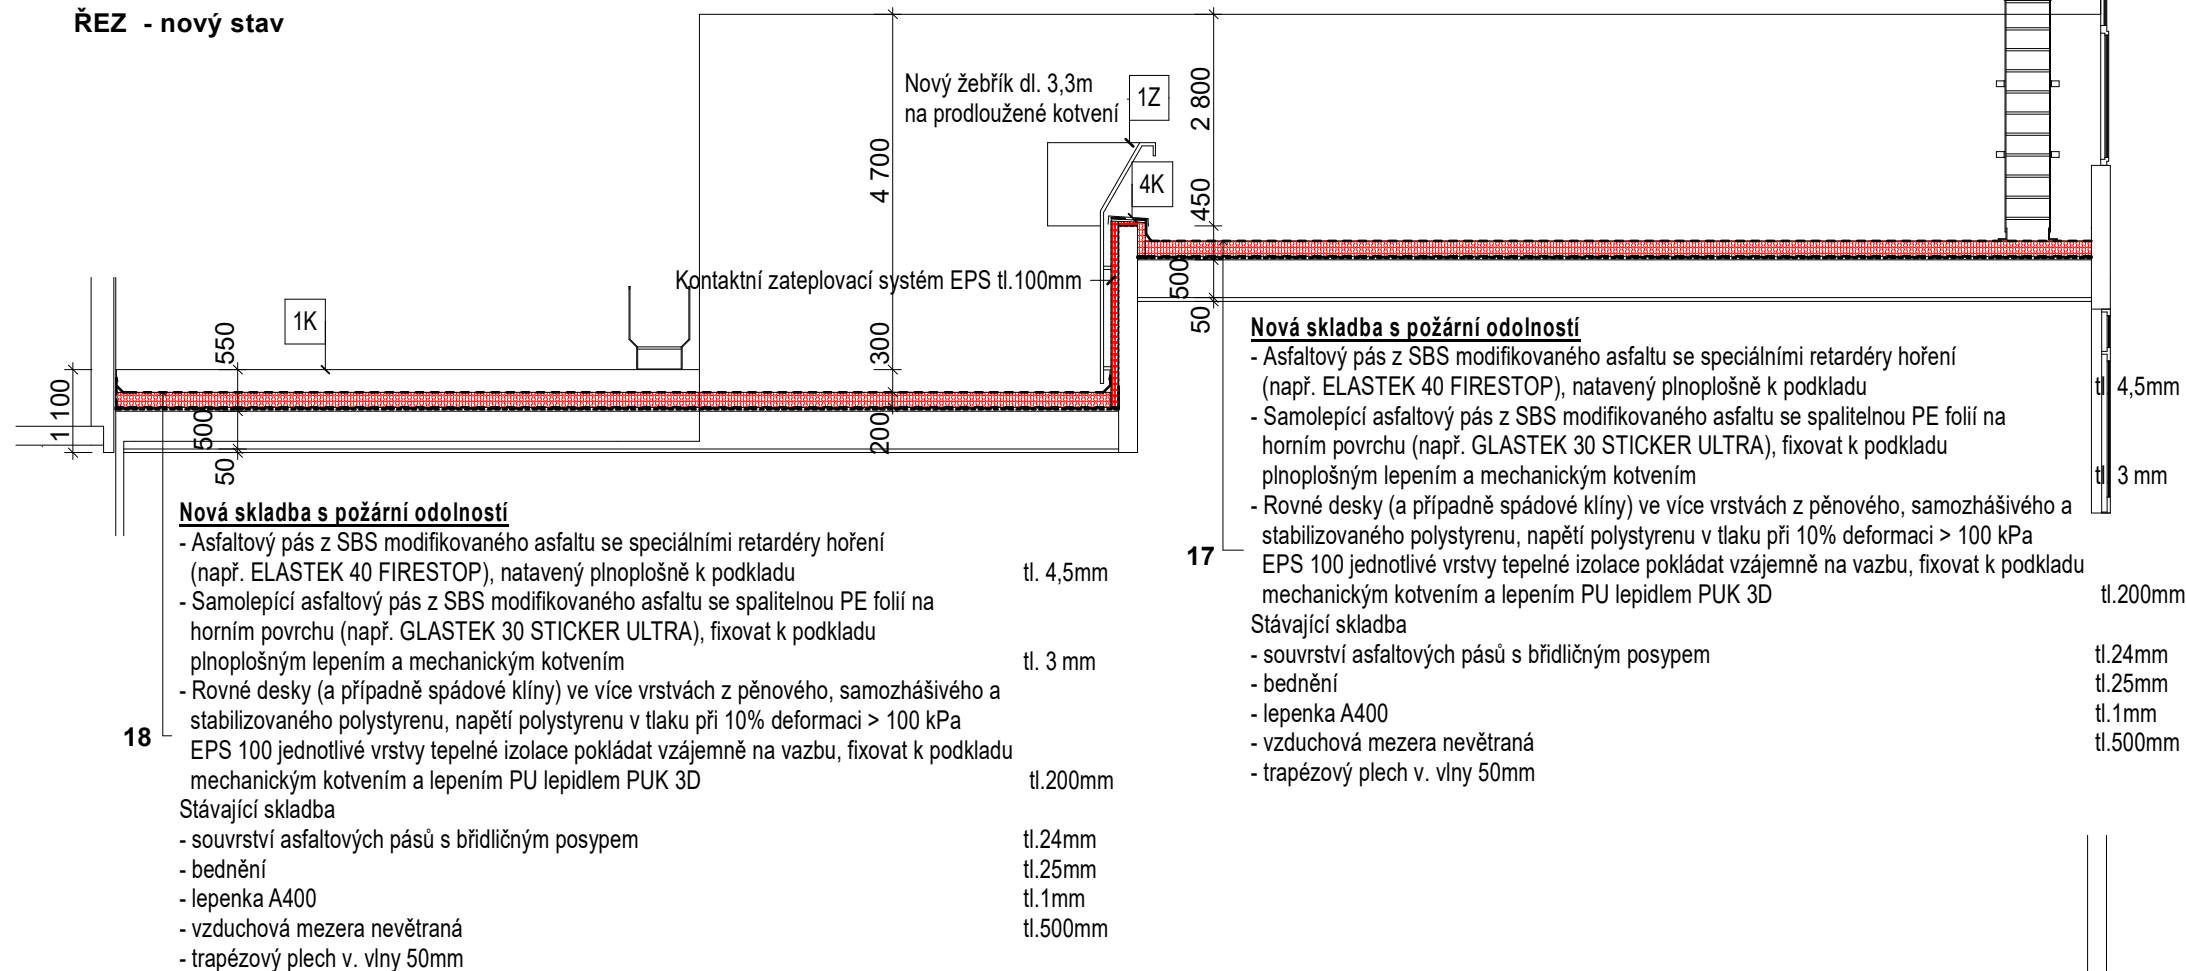 ŘEZ - nový stav
Nový žebřík dl. 3,3m
na prodloužené kotvení
1Z
4K
2 800
4 700
450
Kontaktní zateplovací systém EPS tl.100mm
500
50
1K
550
300
1 100
500
200
50
Nová skladba s požární odolností
- Asfaltový pás z SBS modifikovaného asfaltu se speciálními retardéry hoření
(např. ELASTEK 40 FIRESTOP), natavený plnoplošně k podkladu tl. 4,5mm
- Samolepící asfaltový pás z SBS modifikovaného asfaltu se spalitelnou PE folií na
horním povrchu (např. GLASTEK 30 STICKER ULTRA), fixovat k podkladu
plnoplošným lepením a mechanickým kotvením tl. 3 mm
- Rovné desky (a případně spádové klíny) ve více vrstvách z pěnového, samozhášivého a
stabilizovaného polystyrenu, napětí polystyrenu v tlaku při 10% deformaci > 100 kPa
17
EPS 100 jednotlivé vrstvy tepelné izolace pokládat vzájemně na vazbu, fixovat k podkladu
mechanickým kotvením a lepením PU lepidlem PUK 3D tl.200mm
Stávající skladba
- souvrství asfaltových pásů s břidličným posypem tl.24mm
- bednění tl.25mm
- lepenka A400 tl.1mm
- vzduchová mezera nevětraná tl.500mm
- trapézový plech v. vlny 50mm
Nová skladba s požární odolností
- Asfaltový pás z SBS modifikovaného asfaltu se speciálními retardéry hoření
(např. ELASTEK 40 FIRESTOP), natavený plnoplošně k podkladu tl. 4,5mm
- Samolepící asfaltový pás z SBS modifikovaného asfaltu se spalitelnou PE folií na
horním povrchu (např. GLASTEK 30 STICKER ULTRA), fixovat k podkladu
plnoplošným lepením a mechanickým kotvením tl. 3 mm
- Rovné desky (a případně spádové klíny) ve více vrstvách z pěnového, samozhášivého a
stabilizovaného polystyrenu, napětí polystyrenu v tlaku při 10% deformaci > 100 kPa
18
EPS 100 jednotlivé vrstvy tepelné izolace pokládat vzájemně na vazbu, fixovat k podkladu
mechanickým kotvením a lepením PU lepidlem PUK 3D tl.200mm
Stávající skladba
- souvrství asfaltových pásů s břidličným posypem tl.24mm
- bednění tl.25mm
- lepenka A400 tl.1mm
- vzduchová mezera nevětraná tl.500mm
- trapézový plech v. vlny 50mm